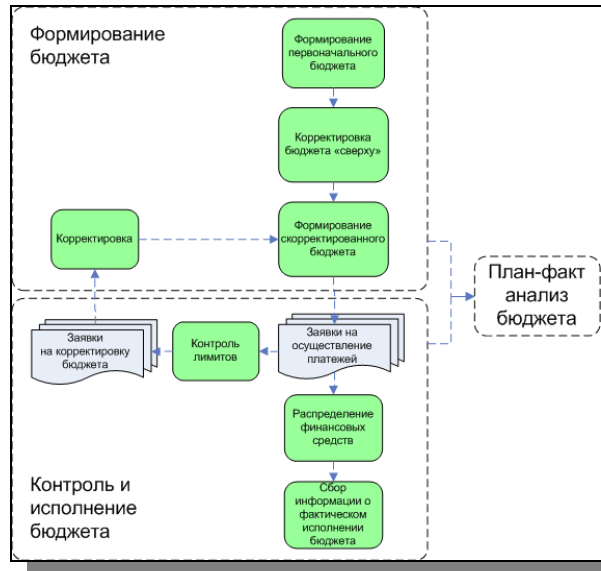 Формирование
бюджета
Формирование
первоначального
бюджета
Корректировка
бюджета «сверху»
Корректировка
Формирование
скорректированного
бюджета
План-факт
анализ
бюджета
Заявки
на корректировку
бюджета
Контроль
лимитов
Заявки на
осуществление
платежей
Распределение
финансовых
средств
Контроль и
исполнение
бюджета
Сбор
информации о
фактическом
исполнении
бюджета